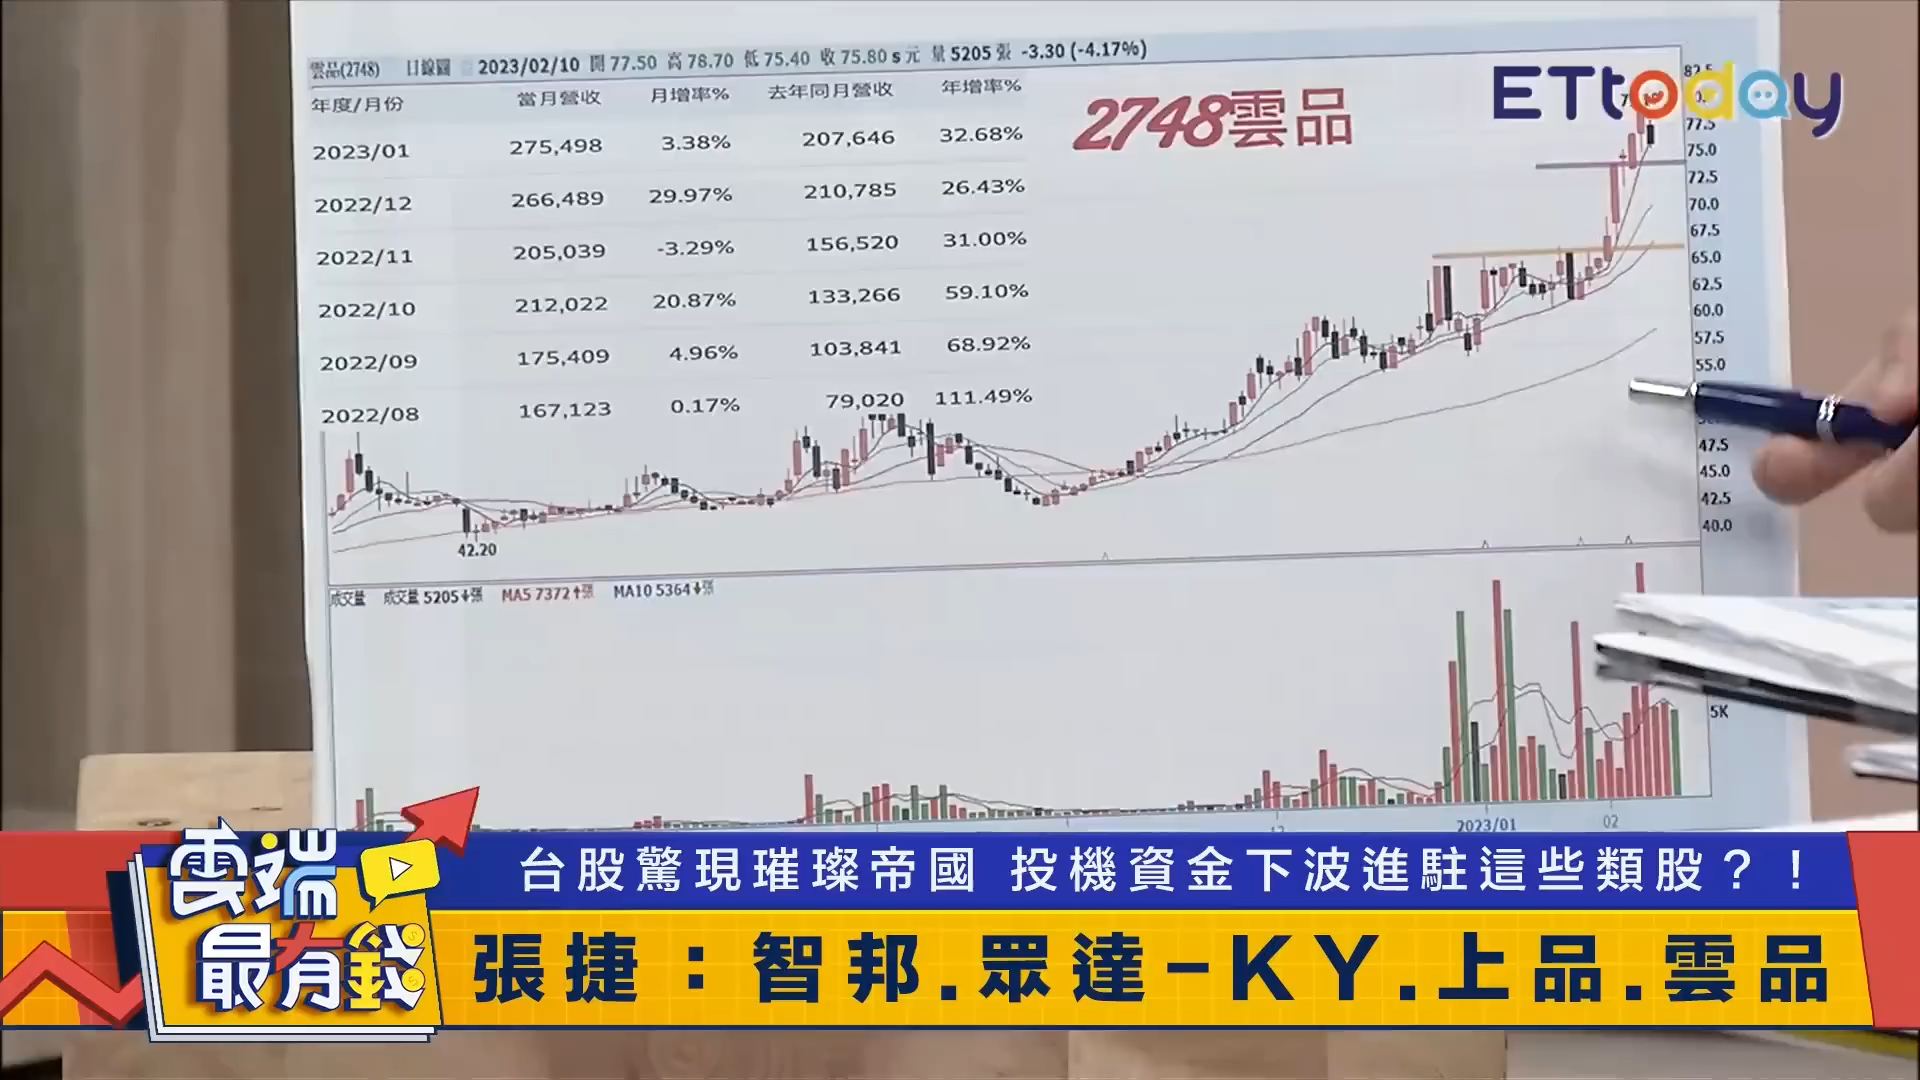 雲品(2748) 日線圖 2023/02/10 開 77.50 高 78.70 低 75.40 收 75.80 s 元 量 5205 張 -3.30 (-4.17%)
年度/月份 當月營收 月增率% 去年同月營收 年增率%
2023/01 275,498 3.38% 207,646 32.68%
2022/12 266,489 29.97% 210,785 26.43%
2022/11 205,039 -3.29% 156,520 31.00%
2022/10 212,022 20.87% 133,266 59.10%
2022/09 175,409 4.96% 103,841 68.92%
2022/08 167,123 0.17% 79,020 111.49%
2748雲品
ETtoday
82.5
77.5
75.0
72.5
70.0
67.5
65.0
62.5
60.0
57.5
55.0
47.5
45.0
42.5
40.0
42.20
成交量 成交量 5205↓張 MA5 7372↑張 MA10 5364↓張
5K
12 2023/01 02
雲端最有錢
台股驚現璀璨帝國 投機資金下波進駐這些類股？！
張捷：智邦.眾達-KY.上品.雲品